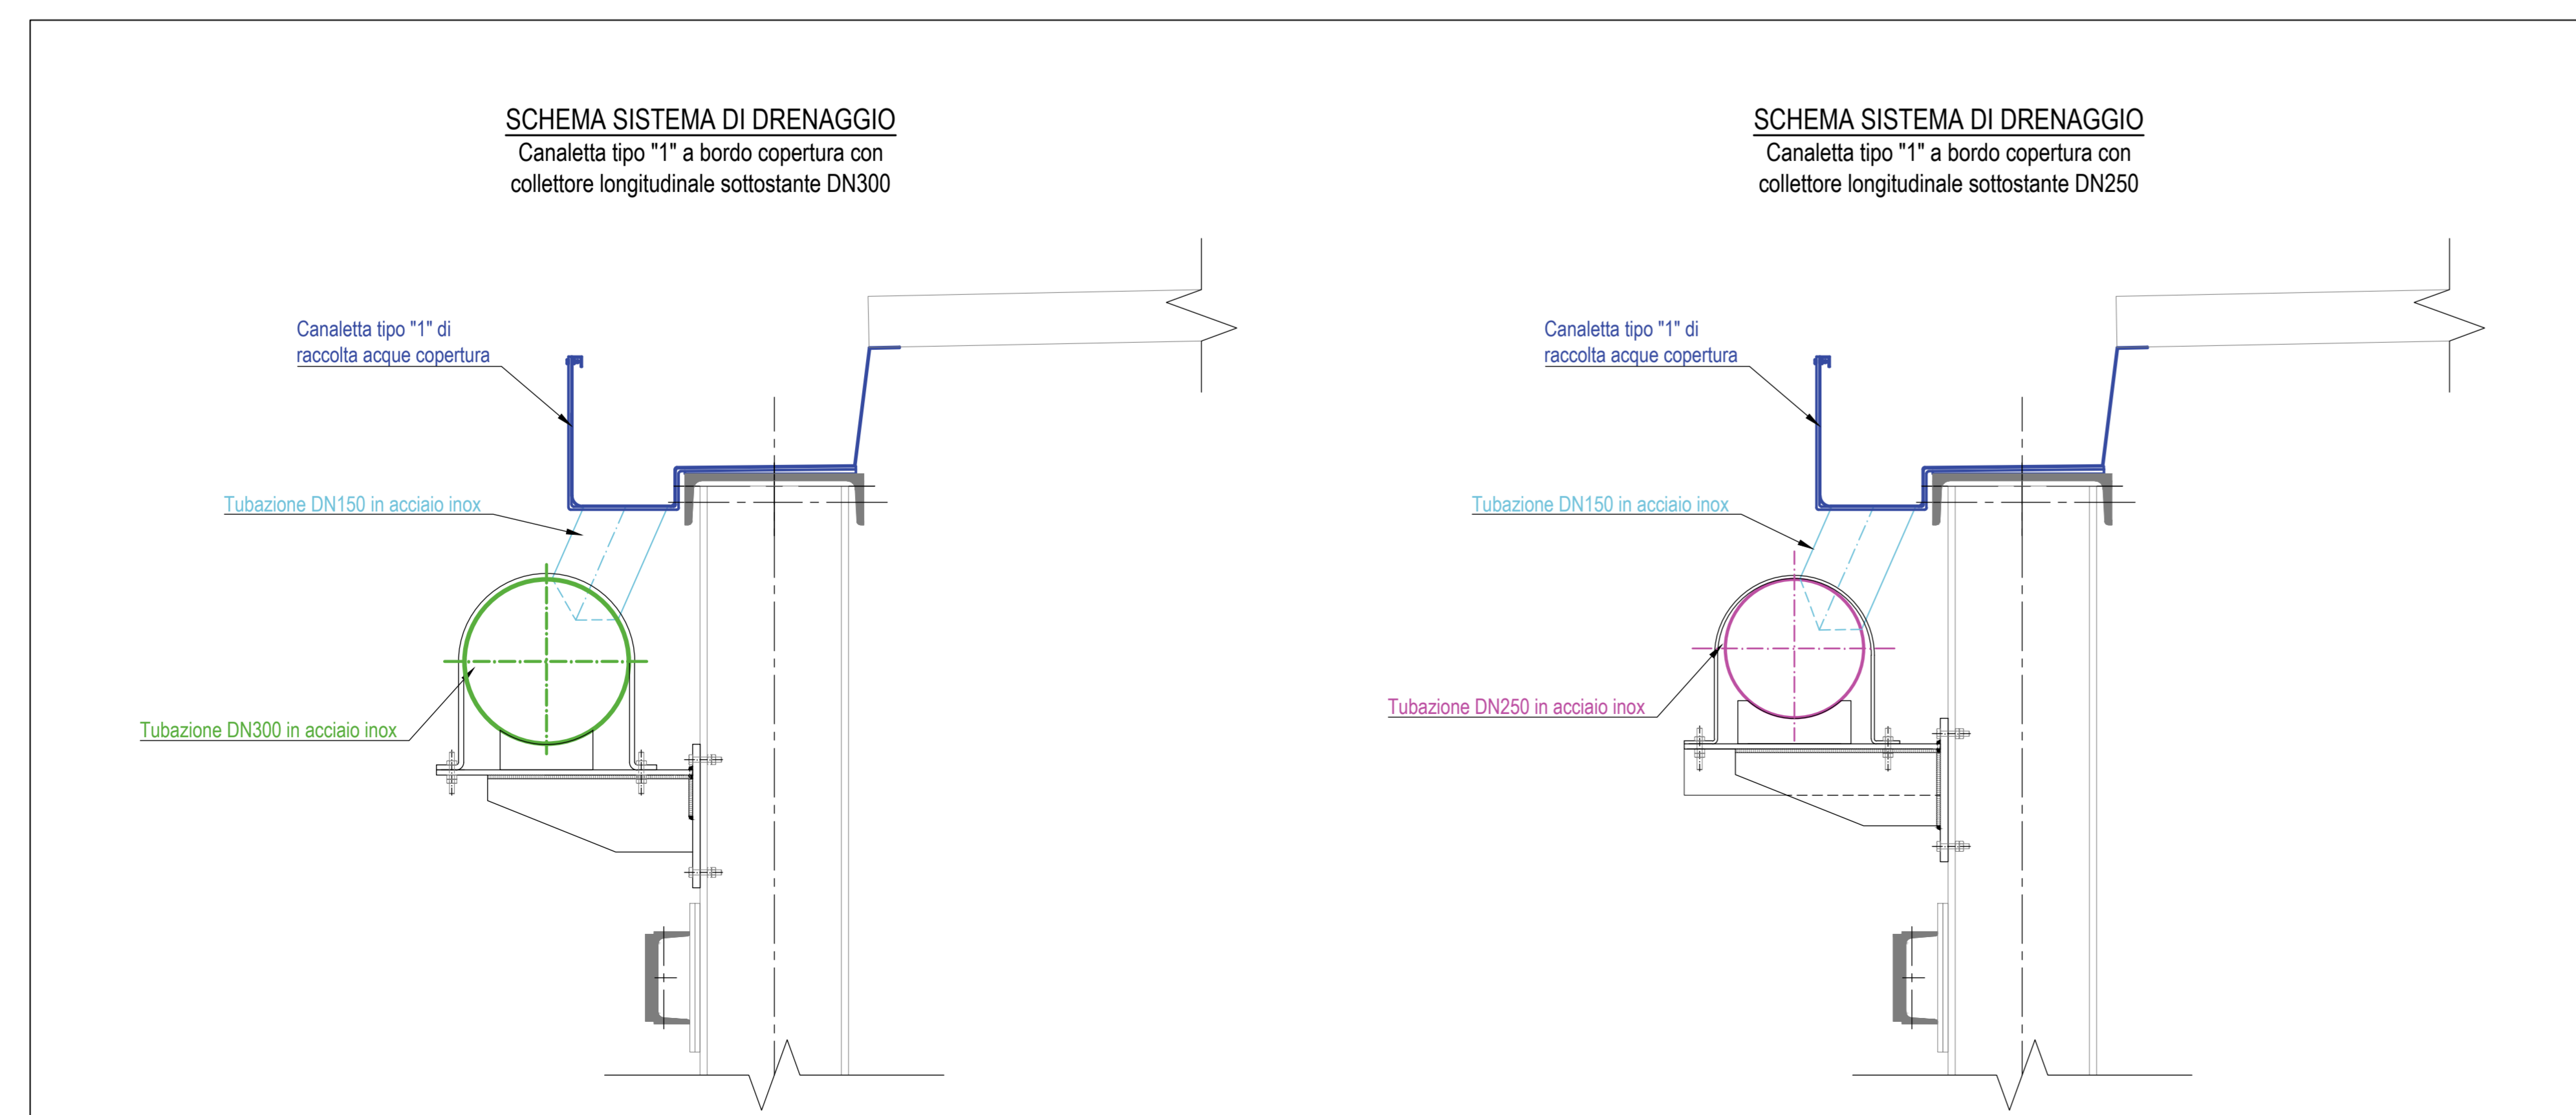 SCHEMA SISTEMA DI DRENAGGIO
Canaletta tipo "1" a bordo copertura con
collettore longitudinale sottostante DN300
Canaletta tipo "1" di
raccolta acque copertura
Tubazione DN150 in acciaio inox
Tubazione DN300 in acciaio inox
SCHEMA SISTEMA DI DRENAGGIO
Canaletta tipo "1" a bordo copertura con
collettore longitudinale sottostante DN250
Canaletta tipo "1" di
raccolta acque copertura
Tubazione DN150 in acciaio inox
Tubazione DN250 in acciaio inox